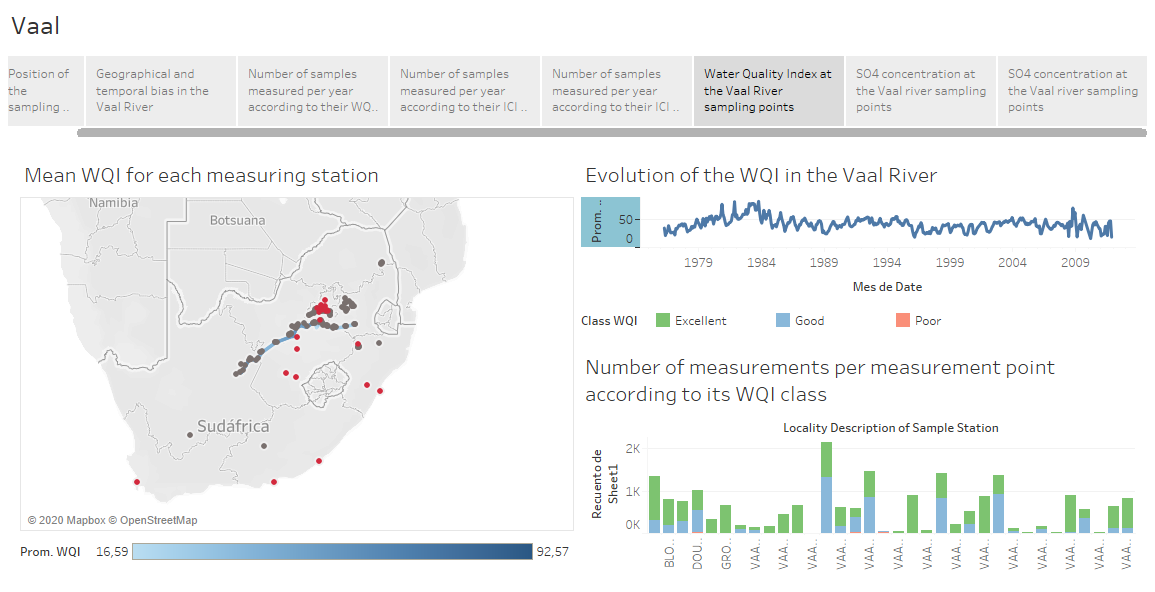 Vaal
Position of
the
sampling ..
Geographical and
temporal bias in the
Vaal River
Number of samples
measured per year
according to their WQ..
Number of samples
measured per year
according to their ICI ..
Number of samples
measured per year
according to their ICI ..
Water Quality Index at
the Vaal River
sampling points
SO4 concentration at
the Vaal river sampling
points
SO4 concentration at
the Vaal river sampling
points
Mean WQI for each measuring station
Namibia
Botsuana
Sudáfrica
© 2020 Mapbox © OpenStreetMap
Prom. WQI 16,59 92,57
Evolution of the WQI in the Vaal River
Prom. ..
50
0
1979 1984 1989 1994 1999 2004 2009
Mes de Date
Class WQI Excellent Good Poor
Number of measurements per measurement point
according to its WQI class
Locality Description of Sample Station
Recuento de
Sheet1
2K
1K
0K
BLO.. DOU.. GRO.. VAA.. VAA.. VAA.. VAA.. VAA.. VAA.. VAA.. VAA.. VAA.. VAA.. VAA.. VAA.. VAA.. VAA..